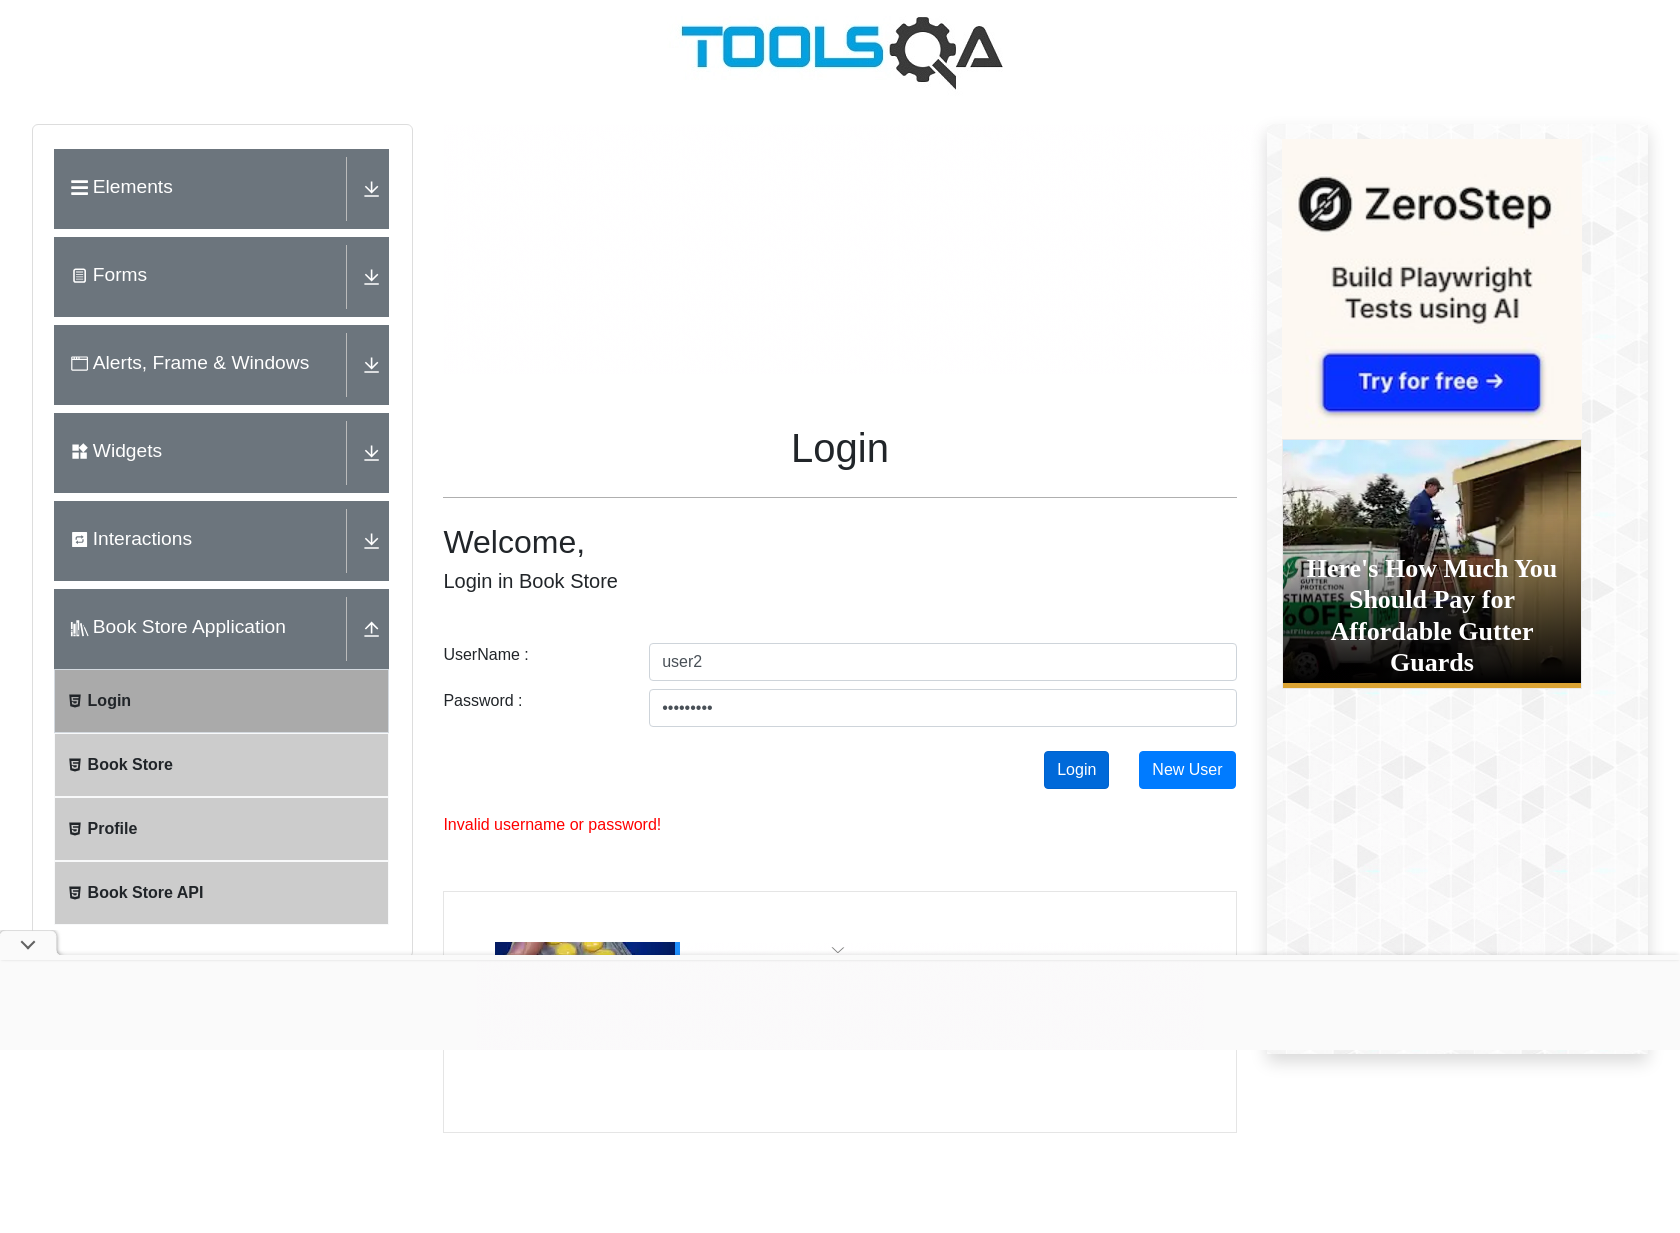 TOOLSQA
Elements
Forms
Alerts, Frame & Windows
Widgets
Interactions
Book Store Application
Login
Book Store
Profile
Book Store API
Login
Welcome,
Login in Book Store
UserName :
user2
Password :
•••••••••
Login
New User
Invalid username or password!
ZeroStep
Build Playwright
Tests using AI
Try for free →
Here's How Much You
Should Pay for
Affordable Gutter
Guards
GUTTER
PROTECTION